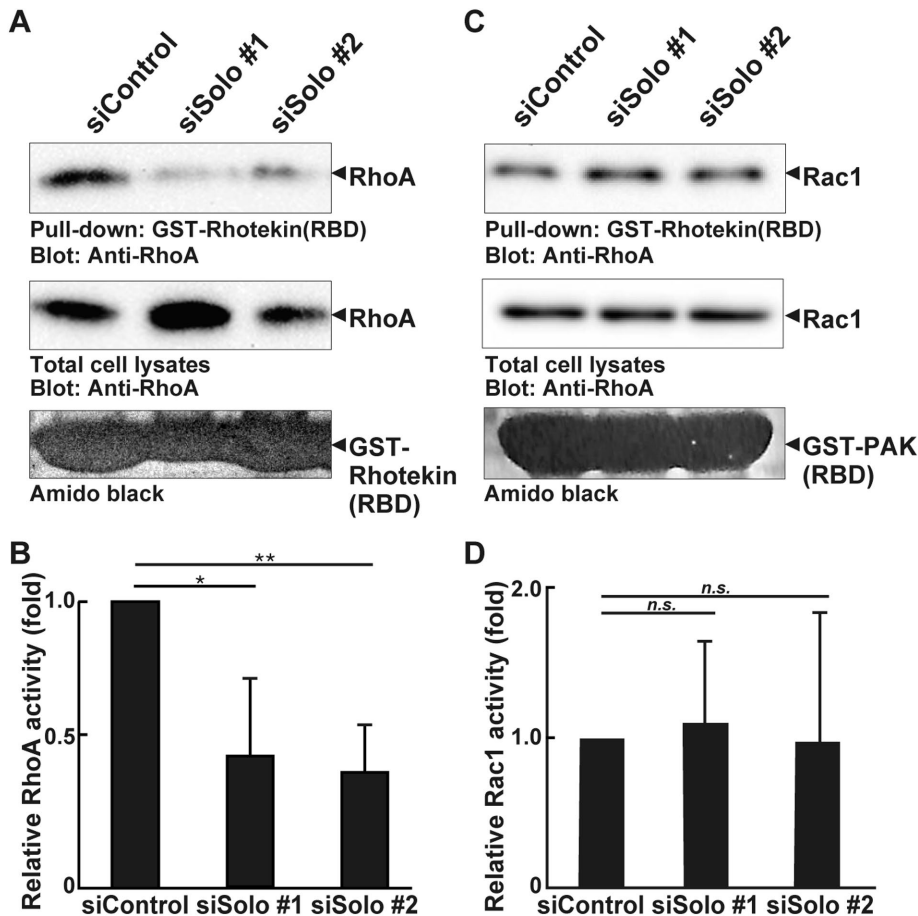 A
siControl
siSolo #1
siSolo #2
RhoA
Pull-down: GST-Rhotekin(RBD)
Blot: Anti-RhoA
RhoA
Total cell lysates
Blot: Anti-RhoA
GST-
Rhotekin
(RBD)
Amido black
C
siControl
siSolo #1
siSolo #2
Rac1
Pull-down: GST-Rhotekin(RBD)
Blot: Anti-RhoA
Rac1
Total cell lysates
Blot: Anti-RhoA
GST-PAK
(RBD)
Amido black
B
Relative RhoA activity (fold)
1.0
0.5
0
*
**
siControl siSolo #1 siSolo #2
D
Relative Rac1 activity (fold)
2.0
1.0
0
n.s.
n.s.
siControl siSolo #1 siSolo #2